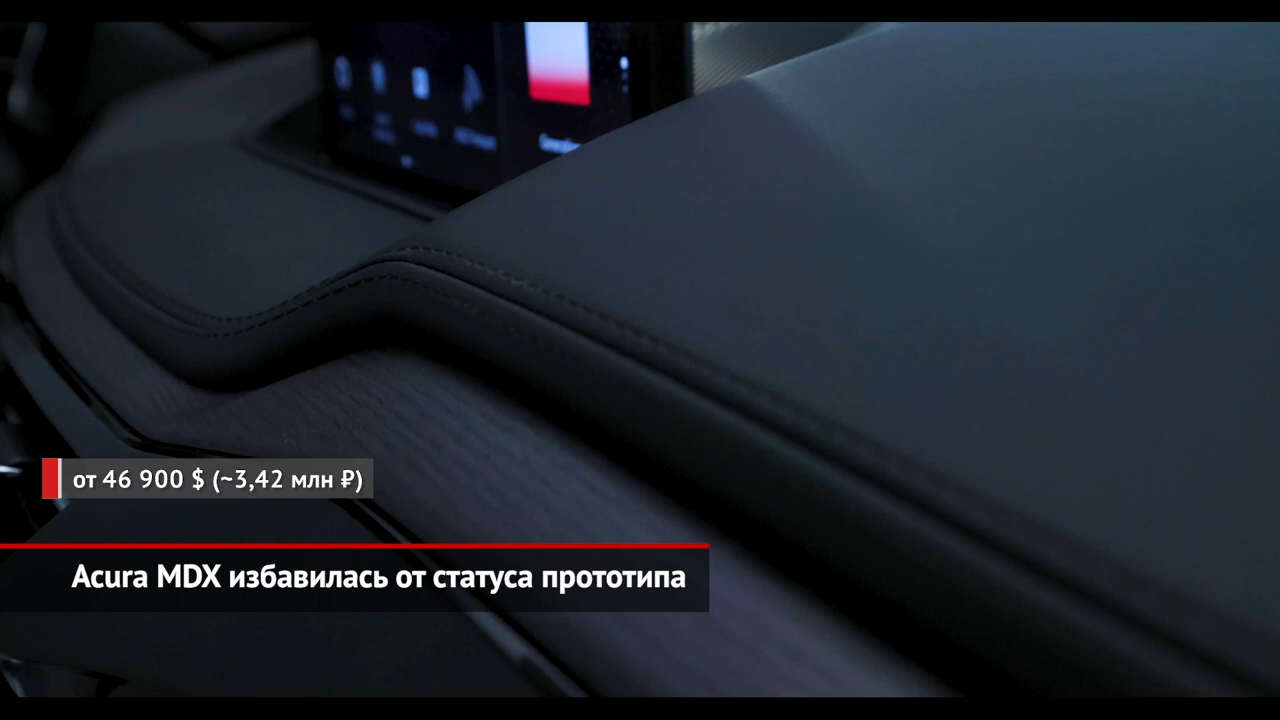 от 46 900 $ (~3,42 млн ₽)
Acura MDX избавилась от статуса прототипа